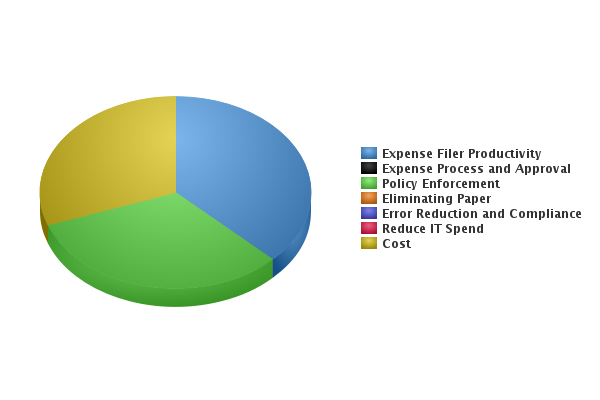 Expense Filer Productivity
Expense Process and Approval
Policy Enforcement
Eliminating Paper
Error Reduction and Compliance
Reduce IT Spend
Cost